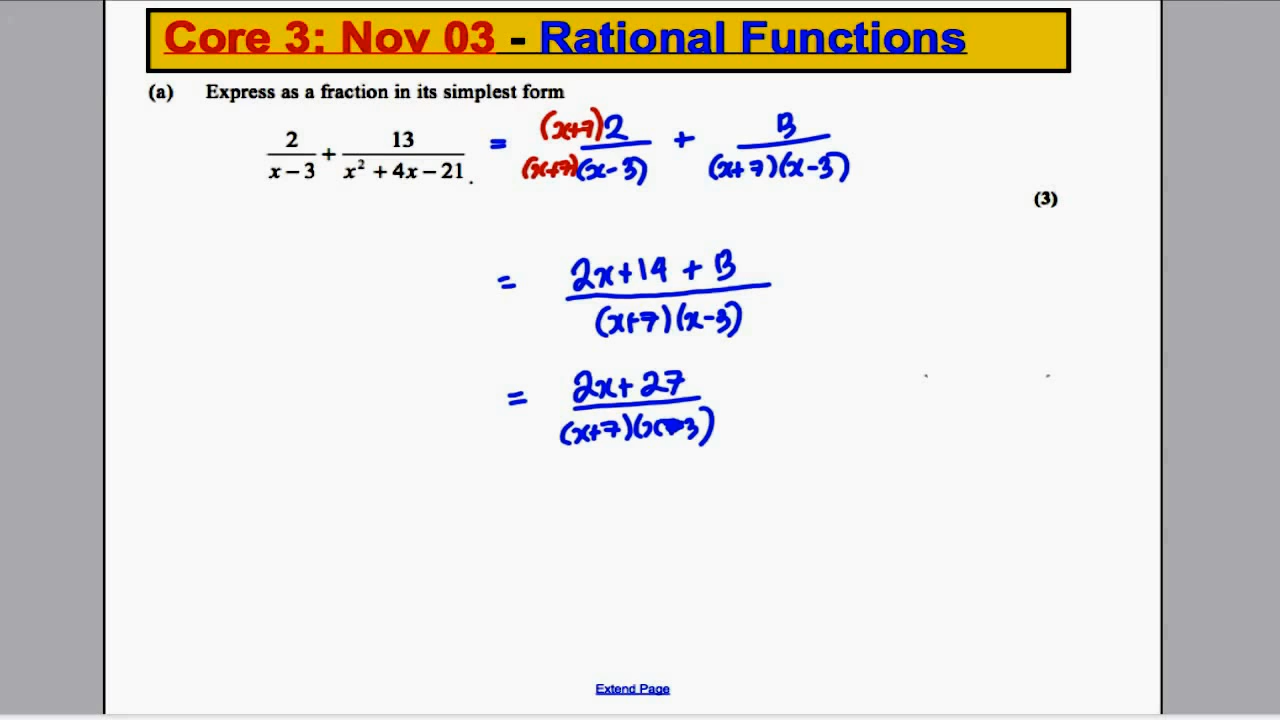 Core 3: Nov 03 - Rational Functions
(a) Express as a fraction in its simplest form
2/(x − 3) + 13/(x² + 4x − 21) = (x+7)2/((x+7)(x-3)) + 13/((x+7)(x-3))
(3)
= (2x+14 + 13)/((x+7)(x-3))
= (2x+27)/((x+7)(x-3))
Extend Page